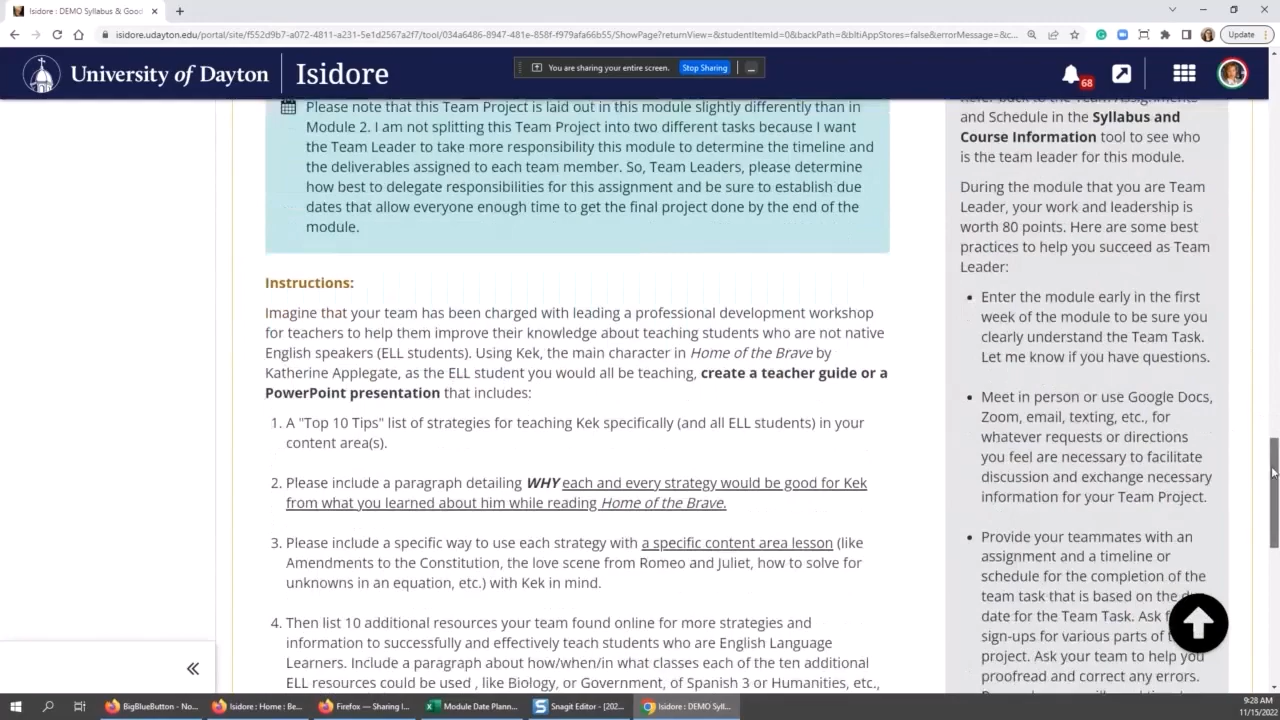 Isidore : DEMO Syllabus & Good
isidore.udayton.edu/portal/site/f552d9b7-a072-4811-a231-5e1d2567a2f7/tool/034a6486-8947-481e-858f-f979afa66b55/ShowPage?returnView=&studentItemId=0&backPath=&bltiAppStores=false&errorMessage=&c...
Update
University of Dayton
Isidore
You are sharing your entire screen.
Stop Sharing
68
Please note that this Team Project is laid out in this module slightly differently than in
Module 2. I am not splitting this Team Project into two different tasks because I want
the Team Leader to take more responsibility this module to determine the timeline and
the deliverables assigned to each team member. So, Team Leaders, please determine
how best to delegate responsibilities for this assignment and be sure to establish due
dates that allow everyone enough time to get the final project done by the end of the
module.
Instructions:
Imagine that your team has been charged with leading a professional development workshop
for teachers to help them improve their knowledge about teaching students who are not native
English speakers (ELL students). Using Kek, the main character in Home of the Brave by
Katherine Applegate, as the ELL student you would all be teaching, create a teacher guide or a
PowerPoint presentation that includes:
1. A "Top 10 Tips" list of strategies for teaching Kek specifically (and all ELL students) in your
content area(s).
2. Please include a paragraph detailing WHY each and every strategy would be good for Kek
from what you learned about him while reading Home of the Brave.
3. Please include a specific way to use each strategy with a specific content area lesson (like
Amendments to the Constitution, the love scene from Romeo and Juliet, how to solve for
unknowns in an equation, etc.) with Kek in mind.
4. Then list 10 additional resources your team found online for more strategies and
information to successfully and effectively teach students who are English Language
Learners. Include a paragraph about how/when/in what classes each of the ten additional
ELL resources could be used , like Biology, or Government, of Spanish 3 or Humanities, etc.,
and Schedule in the Syllabus and
Course Information tool to see who
is the team leader for this module.
During the module that you are Team
Leader, your work and leadership is
worth 80 points. Here are some best
practices to help you succeed as Team
Leader:
• Enter the module early in the first
week of the module to be sure you
clearly understand the Team Task.
Let me know if you have questions.
• Meet in person or use Google Docs,
Zoom, email, texting, etc., for
whatever requests or directions
you feel are necessary to facilitate
discussion and exchange necessary
information for your Team Project.
• Provide your teammates with an
assignment and a timeline or
schedule for the completion of the
team task that is based on the
date for the Team Task. Ask
sign-ups for various parts of
project. Ask your team to help you
proofread and correct any errors.
BigBlueButton - No...
Isidore : Home : Be...
Firefox — Sharing I...
Module Date Plann...
Snagit Editor - [202...
Isidore : DEMO Syll...
9:28 AM
11/15/2022